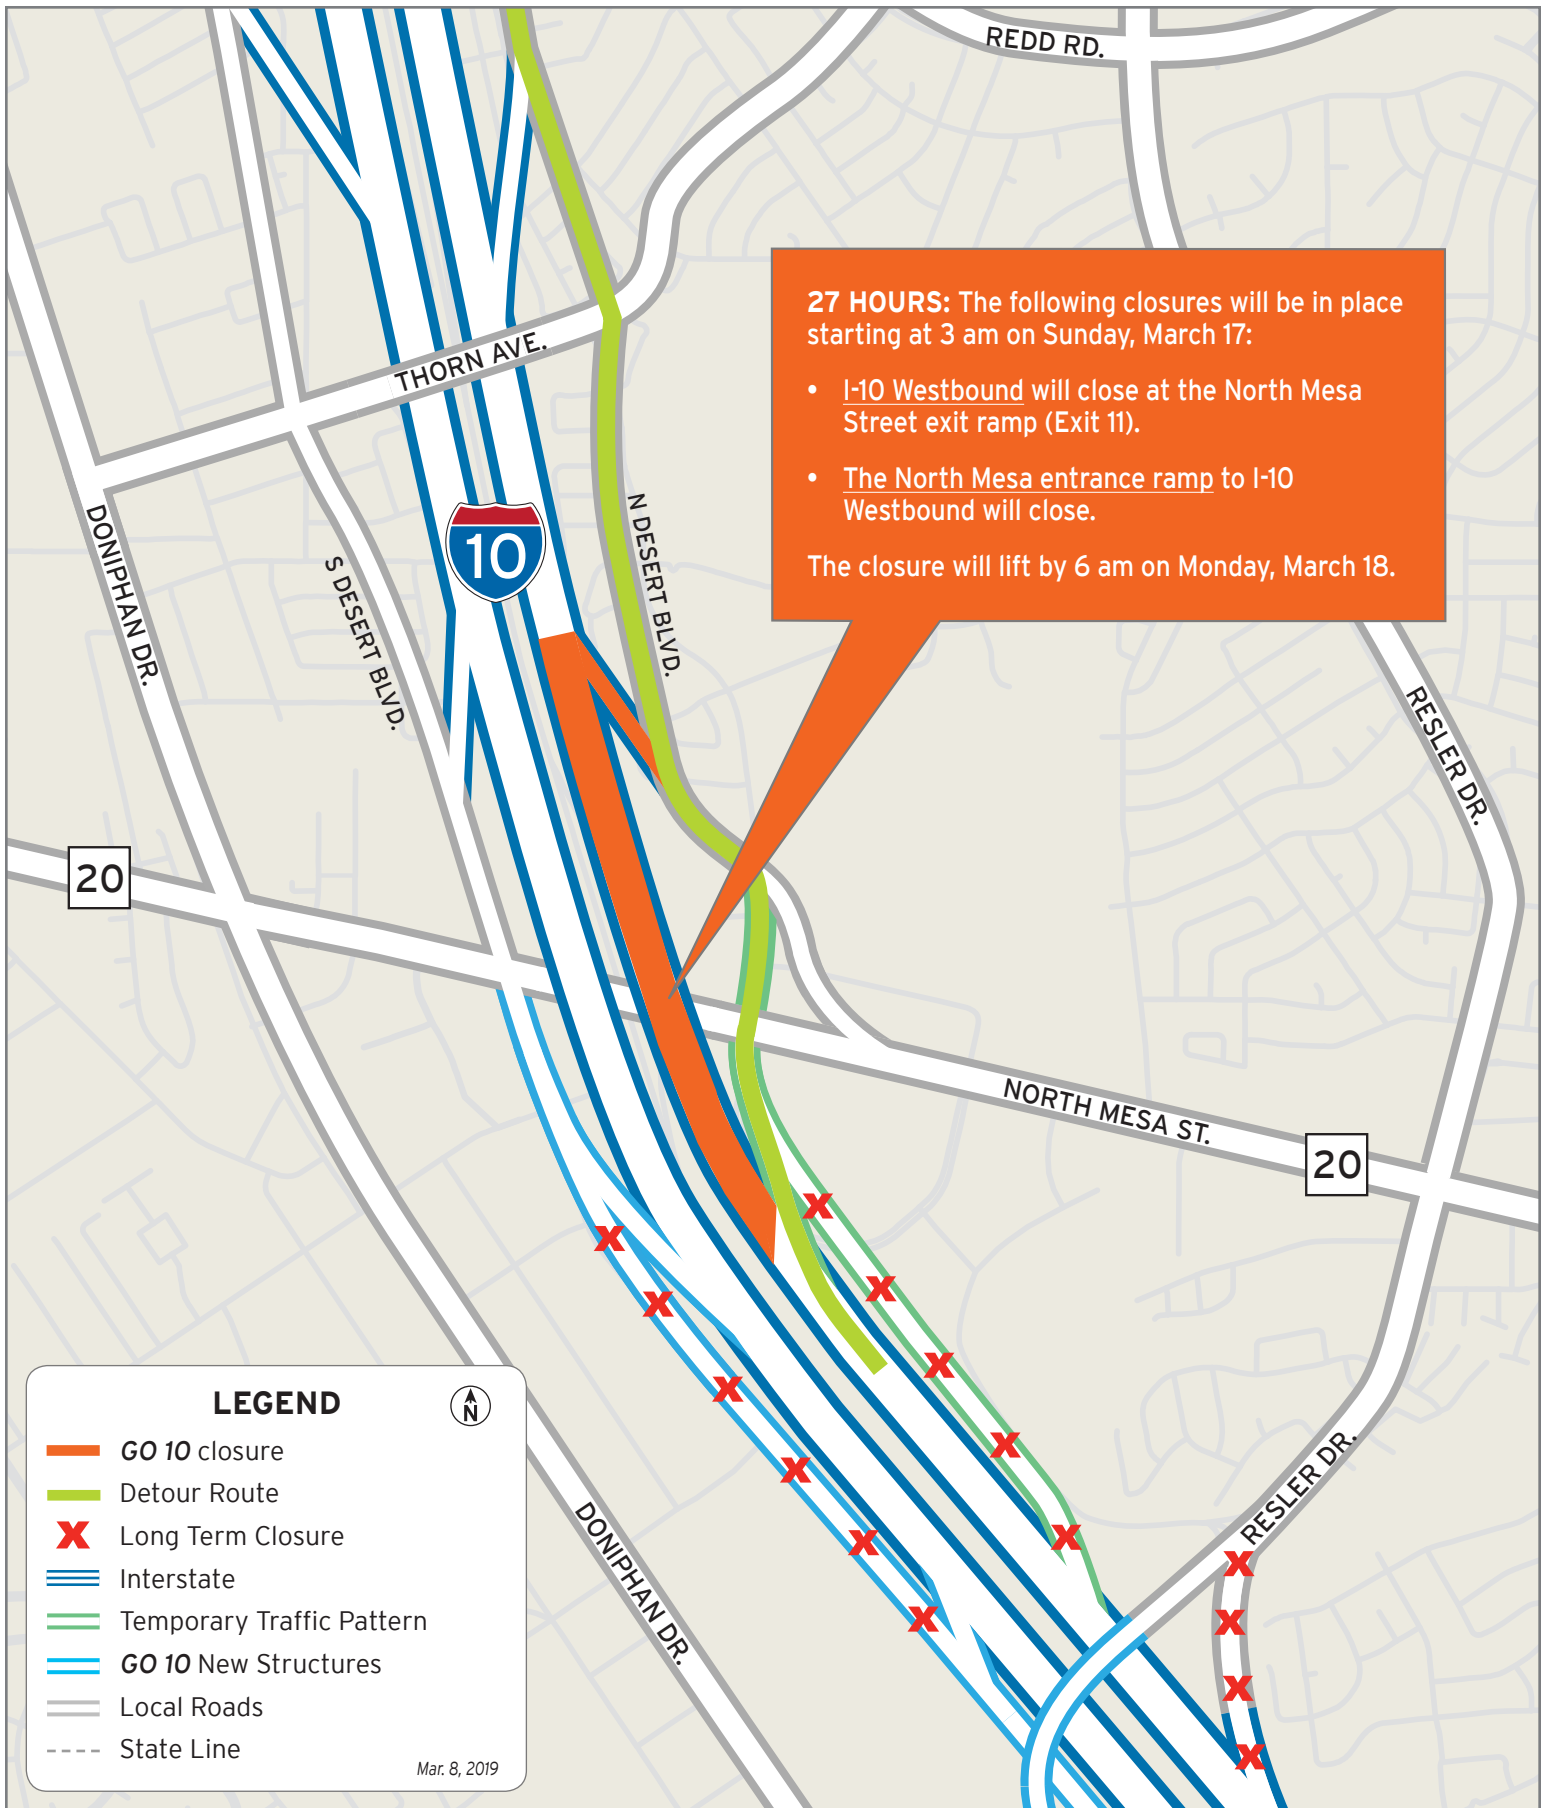 REDD RD.
27 HOURS: The following closures will be in place
starting at 3 am on Sunday, March 17:
• I-10 Westbound will close at the North Mesa
Street exit ramp (Exit 11).
• The North Mesa entrance ramp to I-10
Westbound will close.
The closure will lift by 6 am on Monday, March 18.
THORN AVE.
10
N DESERT BLVD.
DONIPHAN DR.
S DESERT BLVD.
RESLER DR.
20
NORTH MESA ST.
20
RESLER DR.
DONIPHAN DR.
LEGEND
N
GO 10 closure
Detour Route
Long Term Closure
Interstate
Temporary Traffic Pattern
GO 10 New Structures
Local Roads
State Line
Mar. 8, 2019